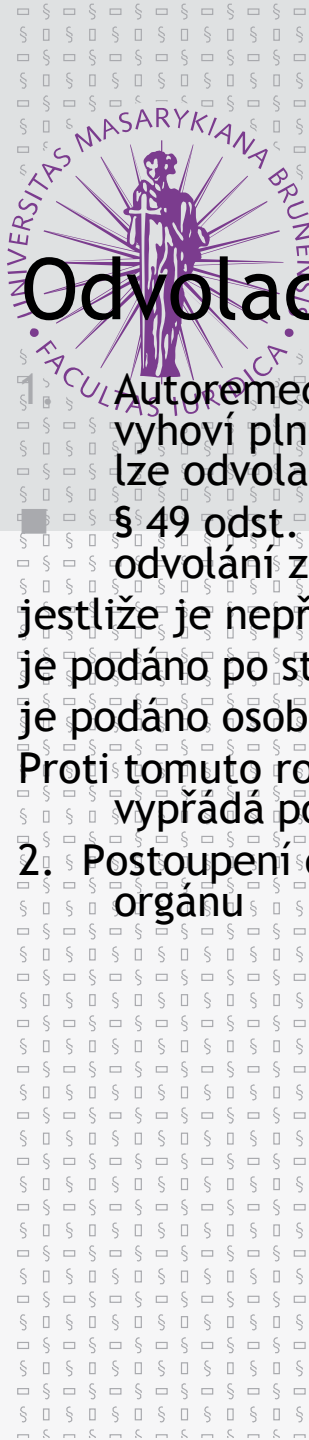 UNIVERSITAS MASARYKIANA BRUNEN
FACULTAS IURIDICA
Odvolac
1. Autoremed
vyhoví pln
lze odvola
§ 49 odst.
odvolání z
jestliže je nepř
je podáno po st
je podáno osob
Proti tomuto ro
vypřádá po
2. Postoupení
orgánu